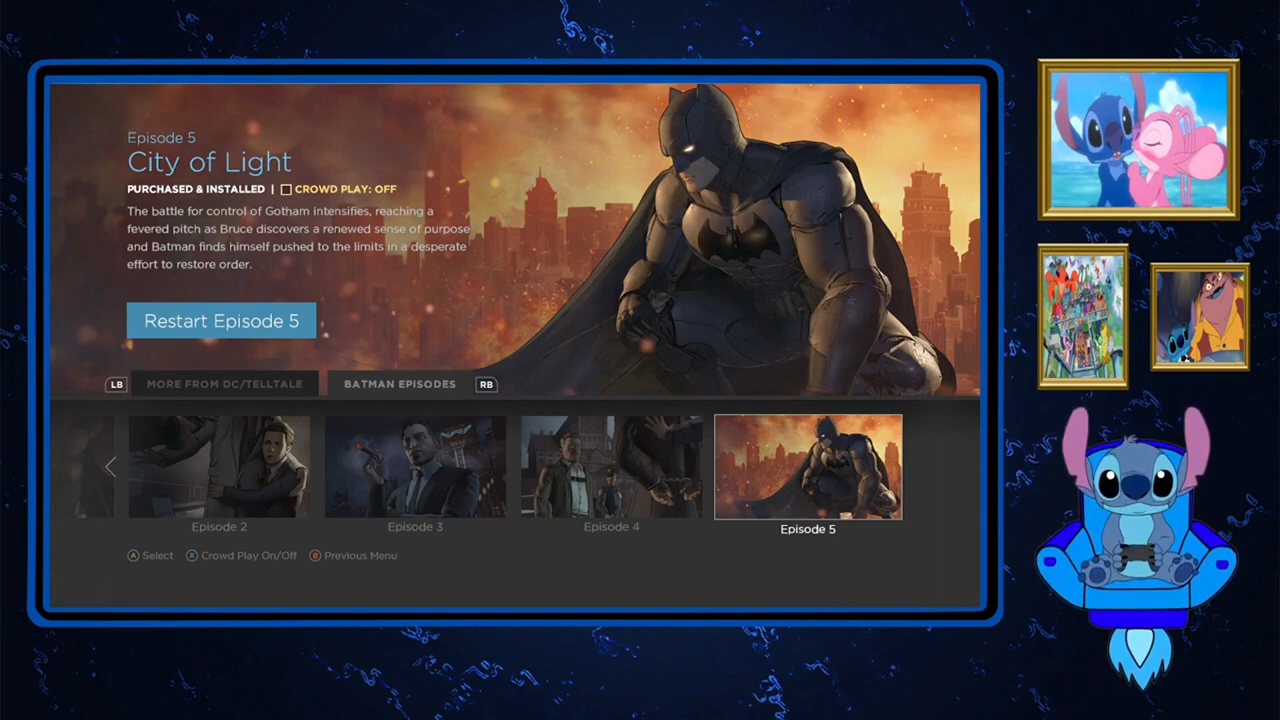 Episode 5
City of Light
PURCHASED & INSTALLED | CROWD PLAY: OFF
The battle for control of Gotham intensifies, reaching a
fevered pitch as Bruce discovers a renewed sense of purpose
and Batman finds himself pushed to the limits in a desperate
effort to restore order.
Restart Episode 5
LB MORE FROM DC/TELLTALE BATMAN EPISODES RB
Episode 2 Episode 3 Episode 4 Episode 5
A Select X Crowd Play On/Off B Previous Menu